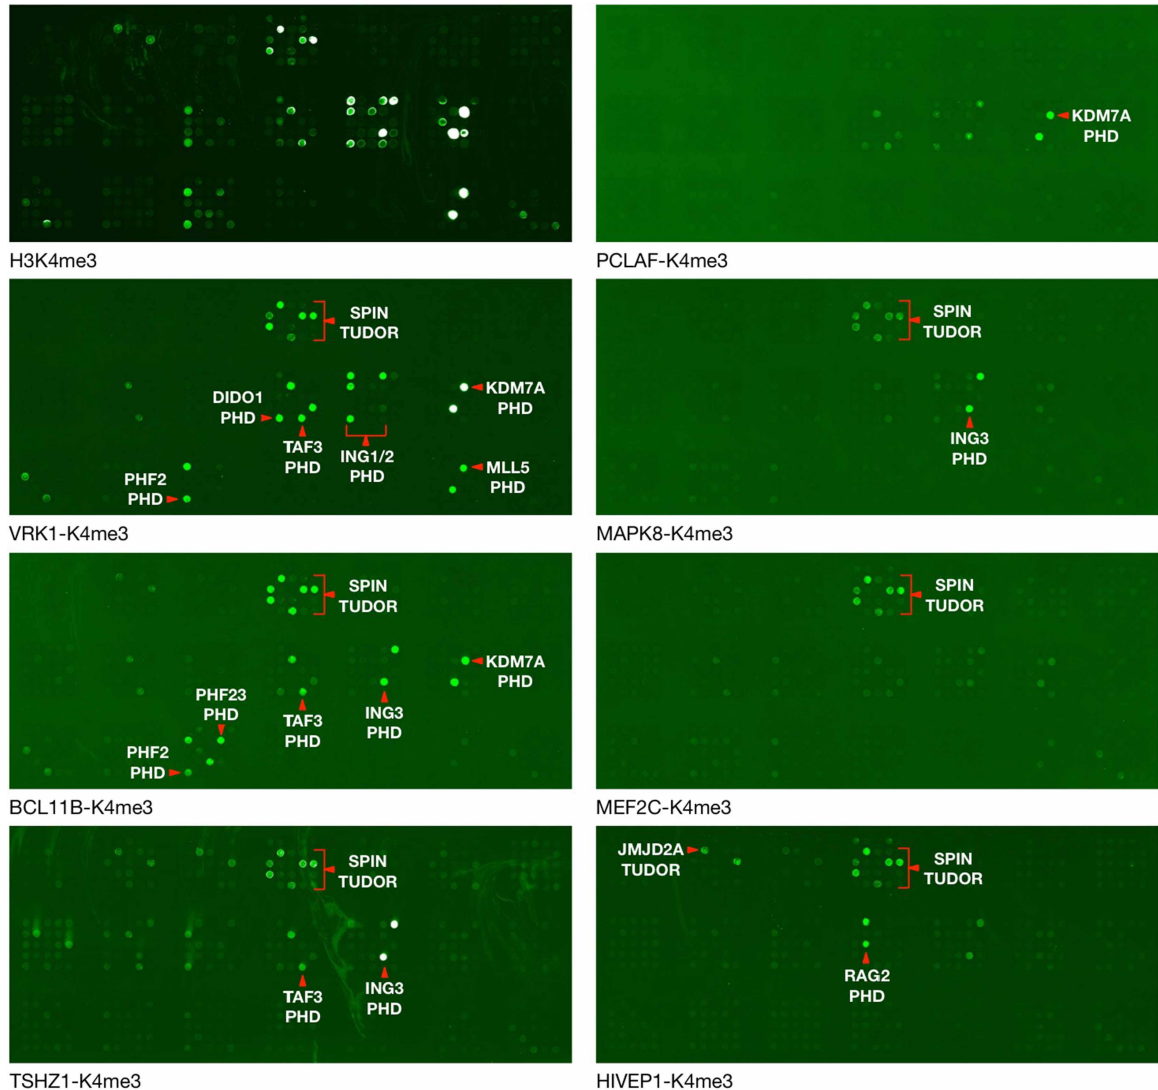 H3K4me3
KDM7A
PHD
PCLAF-K4me3
SPIN
TUDOR
DIDO1
PHD
TAF3
PHD
ING1/2
PHD
KDM7A
PHD
PHF2
PHD
MLL5
PHD
VRK1-K4me3
SPIN
TUDOR
ING3
PHD
MAPK8-K4me3
SPIN
TUDOR
KDM7A
PHD
PHF23
PHD
TAF3
PHD
ING3
PHD
PHF2
PHD
BCL11B-K4me3
SPIN
TUDOR
MEF2C-K4me3
SPIN
TUDOR
TAF3
PHD
ING3
PHD
TSHZ1-K4me3
JMJD2A
TUDOR
SPIN
TUDOR
RAG2
PHD
HIVEP1-K4me3